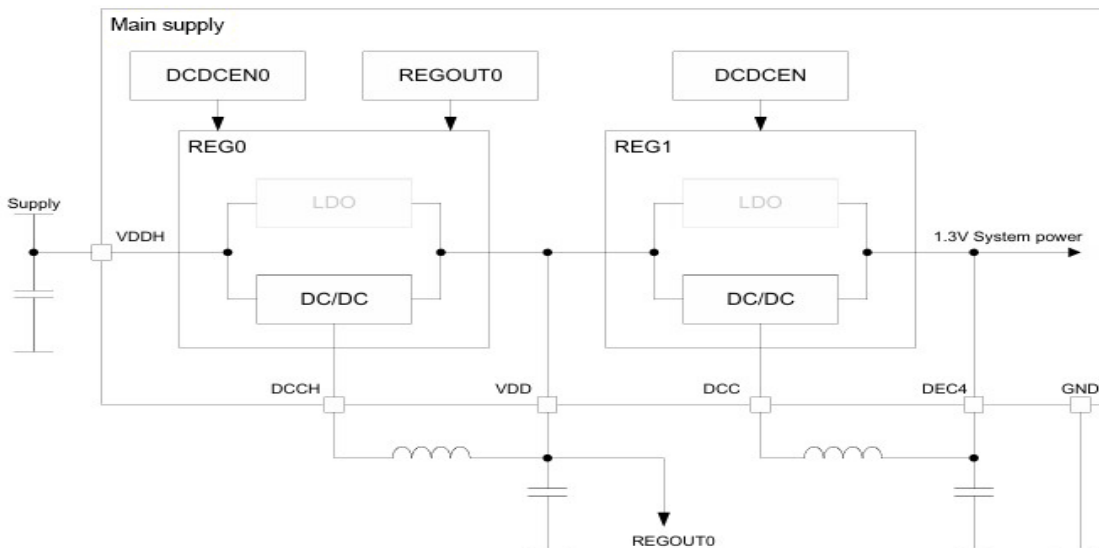 Main supply
DCDCEN0
REGOUT0
DCDCEN
REG0
REG1
LDO
LDO
Supply
VDDH
1.3V System power
DC/DC
DC/DC
DCCH
VDD
DCC
DEC4
GND
REGOUT0